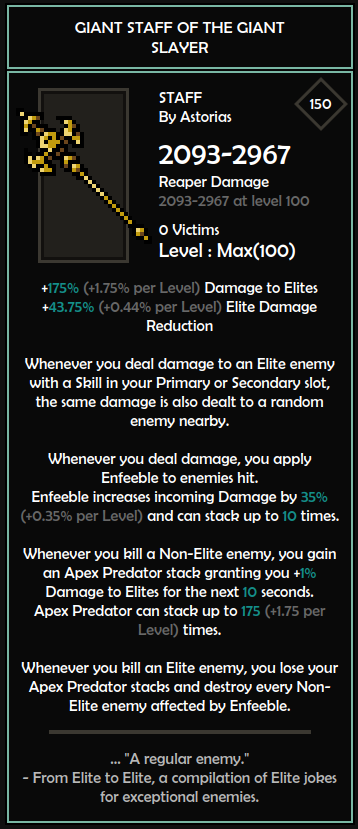 GIANT STAFF OF THE GIANT
SLAYER
STAFF
By Astorias
150
2093-2967
Reaper Damage
2093-2967 at level 100
0 Victims
Level : Max(100)
+175% (+1.75% per Level) Damage to Elites
+43.75% (+0.44% per Level) Elite Damage
Reduction
Whenever you deal damage to an Elite enemy
with a Skill in your Primary or Secondary slot,
the same damage is also dealt to a random
enemy nearby.
Whenever you deal damage, you apply
Enfeeble to enemies hit.
Enfeeble increases incoming Damage by 35%
(+0.35% per Level) and can stack up to 10 times.
Whenever you kill a Non-Elite enemy, you gain
an Apex Predator stack granting you +1%
Damage to Elites for the next 10 seconds.
Apex Predator can stack up to 175 (+1.75 per
Level) times.
Whenever you kill an Elite enemy, you lose your
Apex Predator stacks and destroy every Non-
Elite enemy affected by Enfeeble.
... "A regular enemy."
- From Elite to Elite, a compilation of Elite jokes
for exceptional enemies.